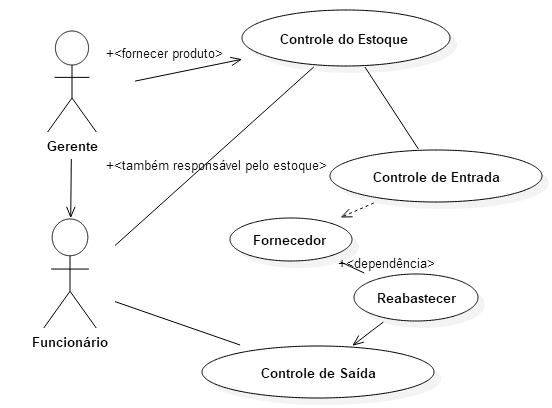 Controle do Estoque
+<fornecer produto>
Gerente
+<também responsável pelo estoque>
Controle de Entrada
Fornecedor
+<dependência>
Reabastecer
Funcionário
Controle de Saída